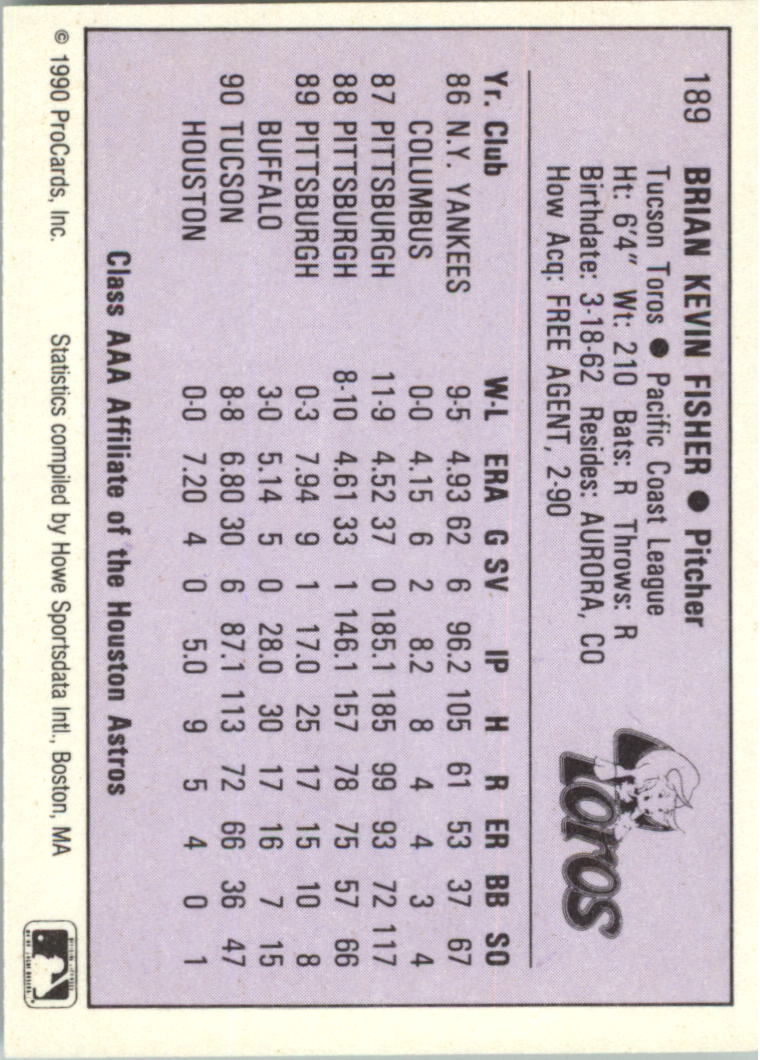 189 BRIAN KEVIN FISHER ● Pitcher
Tucson Toros ● Pacific Coast League
Ht: 6'4" Wt: 210 Bats: R Throws: R
Birthdate: 3-18-62 Resides: AURORA, CO
How Acq: FREE AGENT, 2-90
Toros
Yr. Club W-L ERA G SV IP H R ER BB SO
86 N.Y. YANKEES 9-5 4.93 62 6 96.2 105 61 53 37 67
COLUMBUS 0-0 4.15 6 2 8.2 8 4 4 3 4
87 PITTSBURGH 11-9 4.52 37 0 185.1 185 99 93 72 117
88 PITTSBURGH 8-10 4.61 33 1 146.1 157 78 75 57 66
89 PITTSBURGH 0-3 7.94 9 1 17.0 25 17 15 10 8
BUFFALO 3-0 5.14 5 0 28.0 30 17 16 7 15
90 TUCSON 8-8 6.80 30 6 87.1 113 72 66 36 47
HOUSTON 0-0 7.20 4 0 5.0 9 5 4 0 1
Class AAA Affiliate of the Houston Astros
© 1990 ProCards, Inc. Statistics compiled by Howe Sportsdata Intl., Boston, MA